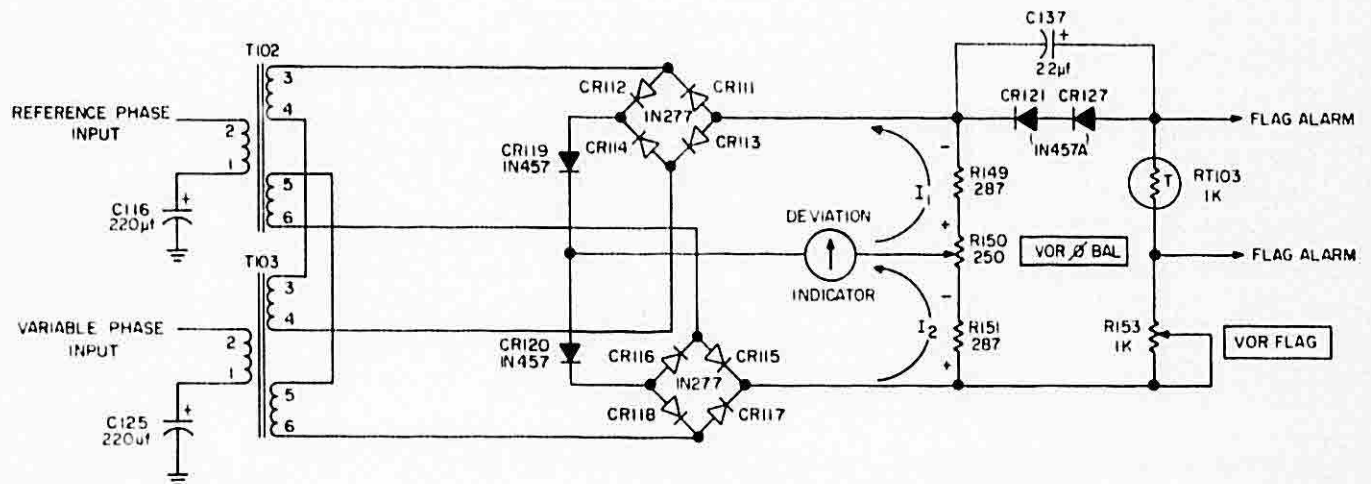 C137
+
22µf
T102
3
4
REFERENCE PHASE
INPUT
2
1
5
6
C116
220µf
+
CR112
CR111
IN277
CR114
CR113
CR119
IN457
CR121
CR127
(IN457A)
FLAG ALARM
−
R149
287
T
RT103
1K
I1
DEVIATION
INDICATOR
+
R150
250
VOR Ø BAL
FLAG ALARM
−
T103
3
4
VARIABLE PHASE
INPUT
2
1
5
6
C125
220µf
+
CR120
IN457
CR116
CR115
IN277
CR118
CR117
I2
R151
287
+
R153
1K
VOR FLAG